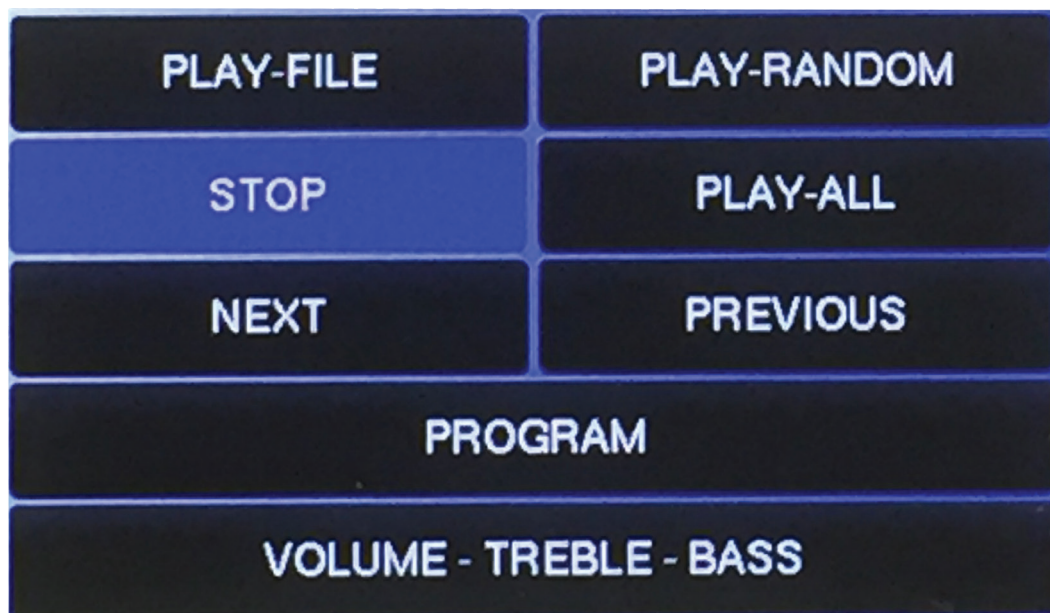 PLAY-FILE
PLAY-RANDOM
STOP
PLAY-ALL
NEXT
PREVIOUS
PROGRAM
VOLUME - TREBLE - BASS